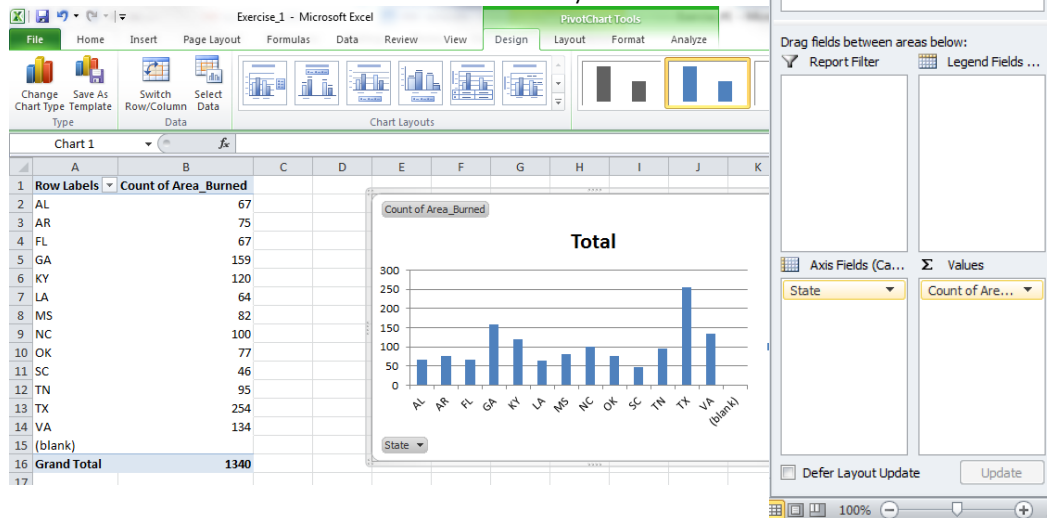 Exercise_1 - Microsoft Excel
PivotChart Tools
File Home Insert Page Layout Formulas Data Review View Design Layout Format Analyze
Change Chart Type
Save As Template
Switch Row/Column
Select Data
Type
Data
Chart Layouts
Chart 1
fx
A B C D E F G H I J K
1 Row Labels Count of Area_Burned
2 AL 67
3 AR 75
4 FL 67
5 GA 159
6 KY 120
7 LA 64
8 MS 82
9 NC 100
10 OK 77
11 SC 46
12 TN 95
13 TX 254
14 VA 134
15 (blank)
16 Grand Total 1340
17
Count of Area_Burned
Total
300
250
200
150
100
50
0
AL AR FL GA KY LA MS NC OK SC TN TX VA (blank)
State
Drag fields between areas below:
Report Filter
Legend Fields ...
Axis Fields (Ca...
Σ Values
State
Count of Are...
Defer Layout Update
Update
100%